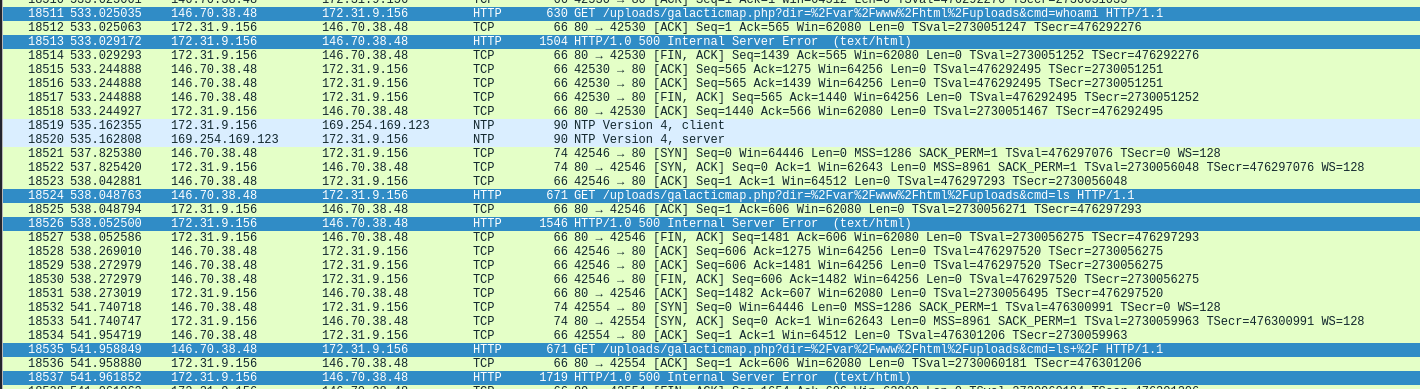 18511 533.025035 146.70.38.48 172.31.9.156 HTTP 630 GET /uploads/galacticmap.php?dir=%2Fvar%2Fwww%2Fhtml%2Fuploads&cmd=whoami HTTP/1.1
18512 533.025063 172.31.9.156 146.70.38.48 TCP 66 80 → 42530 [ACK] Seq=1 Ack=565 Win=62080 Len=0 TSval=2730051247 TSecr=476292276
18513 533.029172 172.31.9.156 146.70.38.48 HTTP 1504 HTTP/1.0 500 Internal Server Error (text/html)
18514 533.029293 172.31.9.156 146.70.38.48 TCP 66 80 → 42530 [FIN, ACK] Seq=1439 Ack=565 Win=62080 Len=0 TSval=2730051252 TSecr=476292276
18515 533.244888 146.70.38.48 172.31.9.156 TCP 66 42530 → 80 [ACK] Seq=565 Ack=1275 Win=64256 Len=0 TSval=476292495 TSecr=2730051251
18516 533.244888 146.70.38.48 172.31.9.156 TCP 66 42530 → 80 [ACK] Seq=565 Ack=1439 Win=64256 Len=0 TSval=476292495 TSecr=2730051251
18517 533.244888 146.70.38.48 172.31.9.156 TCP 66 42530 → 80 [FIN, ACK] Seq=565 Ack=1440 Win=64256 Len=0 TSval=476292495 TSecr=2730051252
18518 533.244927 172.31.9.156 146.70.38.48 TCP 66 80 → 42530 [ACK] Seq=1440 Ack=566 Win=62080 Len=0 TSval=2730051467 TSecr=476292495
18519 535.162355 172.31.9.156 169.254.169.123 NTP 90 NTP Version 4, client
18520 535.162808 169.254.169.123 172.31.9.156 NTP 90 NTP Version 4, server
18521 537.825380 146.70.38.48 172.31.9.156 TCP 74 42546 → 80 [SYN] Seq=0 Win=64446 Len=0 MSS=1286 SACK_PERM=1 TSval=476297076 TSecr=0 WS=128
18522 537.825420 172.31.9.156 146.70.38.48 TCP 74 80 → 42546 [SYN, ACK] Seq=0 Ack=1 Win=62643 Len=0 MSS=8961 SACK_PERM=1 TSval=2730056048 TSecr=476297076 WS=128
18523 538.042881 146.70.38.48 172.31.9.156 TCP 66 42546 → 80 [ACK] Seq=1 Ack=1 Win=64512 Len=0 TSval=476297293 TSecr=2730056048
18524 538.048763 146.70.38.48 172.31.9.156 HTTP 671 GET /uploads/galacticmap.php?dir=%2Fvar%2Fwww%2Fhtml%2Fuploads&cmd=ls HTTP/1.1
18525 538.048794 172.31.9.156 146.70.38.48 TCP 66 80 → 42546 [ACK] Seq=1 Ack=606 Win=62080 Len=0 TSval=2730056271 TSecr=476297293
18526 538.052500 172.31.9.156 146.70.38.48 HTTP 1546 HTTP/1.0 500 Internal Server Error (text/html)
18527 538.052586 172.31.9.156 146.70.38.48 TCP 66 80 → 42546 [FIN, ACK] Seq=1481 Ack=606 Win=62080 Len=0 TSval=2730056275 TSecr=476297293
18528 538.269010 146.70.38.48 172.31.9.156 TCP 66 42546 → 80 [ACK] Seq=606 Ack=1275 Win=64256 Len=0 TSval=476297520 TSecr=2730056275
18529 538.272979 146.70.38.48 172.31.9.156 TCP 66 42546 → 80 [ACK] Seq=606 Ack=1481 Win=64256 Len=0 TSval=476297520 TSecr=2730056275
18530 538.272979 146.70.38.48 172.31.9.156 TCP 66 42546 → 80 [FIN, ACK] Seq=606 Ack=1482 Win=64256 Len=0 TSval=476297520 TSecr=2730056275
18531 538.273019 172.31.9.156 146.70.38.48 TCP 66 80 → 42546 [ACK] Seq=1482 Ack=607 Win=62080 Len=0 TSval=2730056495 TSecr=476297520
18532 541.740718 146.70.38.48 172.31.9.156 TCP 74 42554 → 80 [SYN] Seq=0 Win=64446 Len=0 MSS=1286 SACK_PERM=1 TSval=476300991 TSecr=0 WS=128
18533 541.740747 172.31.9.156 146.70.38.48 TCP 74 80 → 42554 [SYN, ACK] Seq=0 Ack=1 Win=62643 Len=0 MSS=8961 SACK_PERM=1 TSval=2730059963 TSecr=476300991 WS=128
18534 541.954719 146.70.38.48 172.31.9.156 TCP 66 42554 → 80 [ACK] Seq=1 Ack=1 Win=64512 Len=0 TSval=476301206 TSecr=2730059963
18535 541.958849 146.70.38.48 172.31.9.156 HTTP 671 GET /uploads/galacticmap.php?dir=%2Fvar%2Fwww%2Fhtml%2Fuploads&cmd=ls+%2F HTTP/1.1
18536 541.958880 172.31.9.156 146.70.38.48 TCP 66 80 → 42554 [ACK] Seq=1 Ack=606 Win=62080 Len=0 TSval=2730060181 TSecr=476301206
18537 541.961852 172.31.9.156 146.70.38.48 HTTP 1719 HTTP/1.0 500 Internal Server Error (text/html)